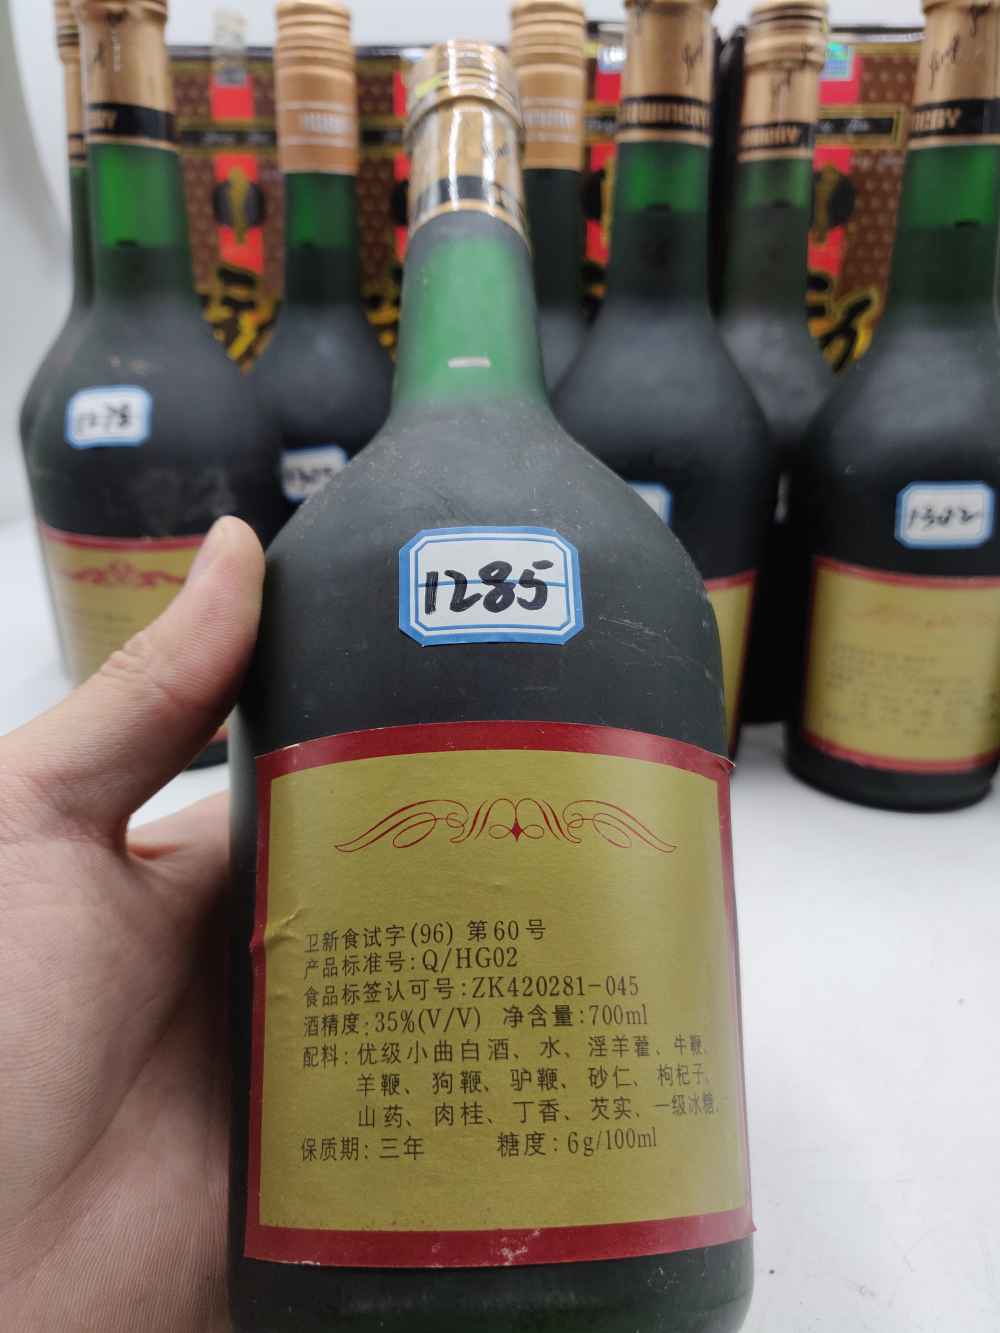 1278
1302
1285
卫新食试字(96) 第60号
产品标准号:Q/HG02
食品标签认可号:ZK420281-045
酒精度:35%(V/V) 净含量:700ml
配料:优级小曲白酒、水、淫羊藿、牛鞭、
羊鞭、狗鞭、驴鞭、砂仁、枸杞子、
山药、肉桂、丁香、芡实、一级冰糖、
保质期:三年 糖度:6g/100ml